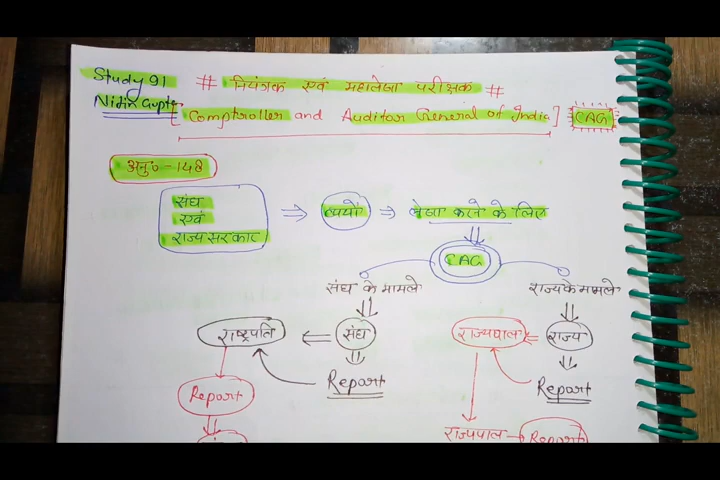 Study 91 # नियंत्रक एवं महालेखा परीक्षक #
Nitin Gupta [Comptroller and Auditor General of India] CAG
अनु०-148
संघ
एवं
राज्य सरकार ⇒ व्ययों ⇒ लेखा करने के लिए
CAG
संघ के मामले राज्य के मामले
राष्ट्रपति ⇐ संघ राज्यपाल ⇐ राज्य
Report Report
Report
राज्यपाल → Report